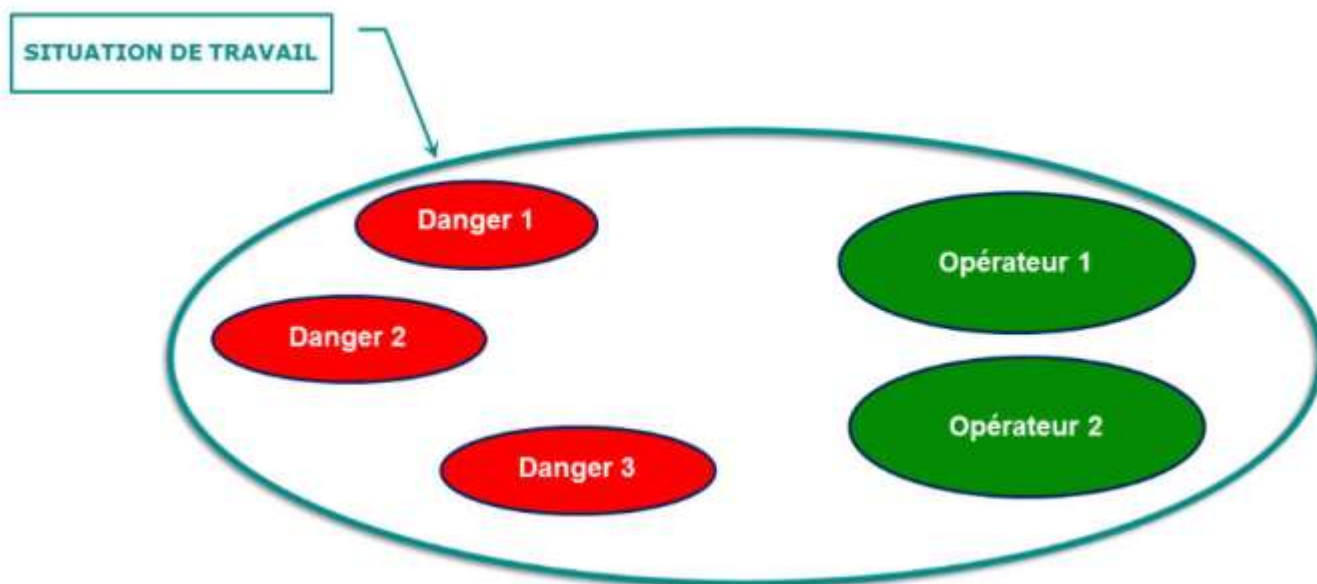 SITUATION DE TRAVAIL
Danger 1
Opérateur 1
Danger 2
Opérateur 2
Danger 3